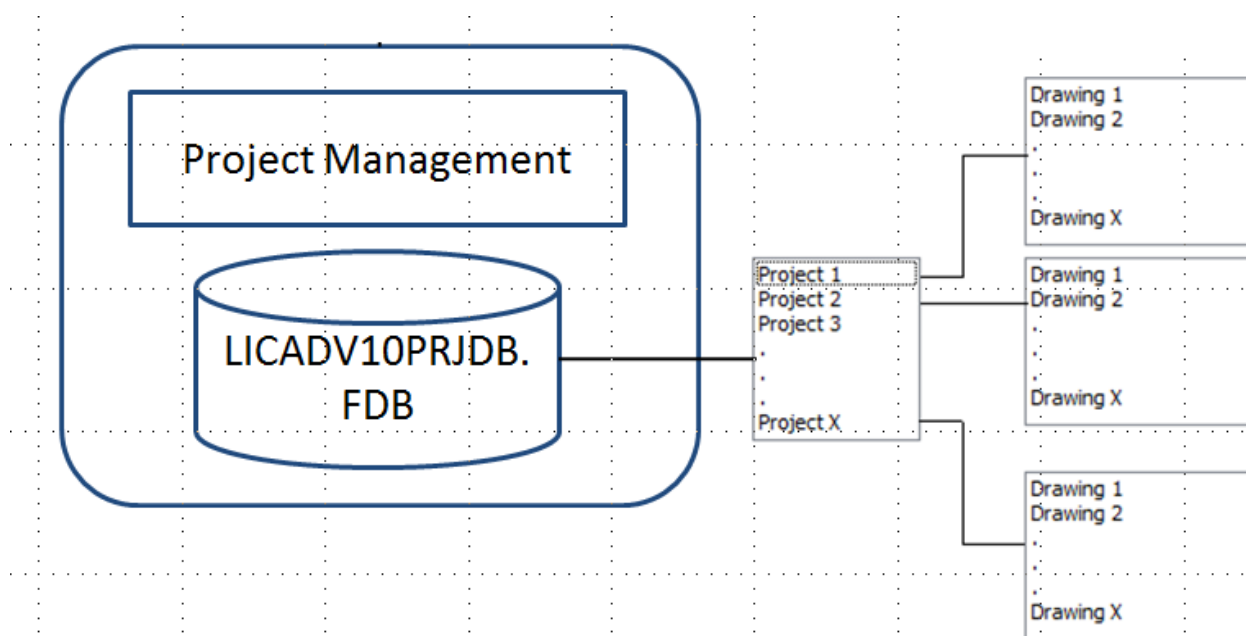 Project Management
LICADV10PRJDB.
FDB
Project 1
Project 2
Project 3
.
.
.
Project X
Drawing 1
Drawing 2
.
.
.
Drawing X
Drawing 1
Drawing 2
.
.
.
Drawing X
Drawing 1
Drawing 2
.
.
.
Drawing X